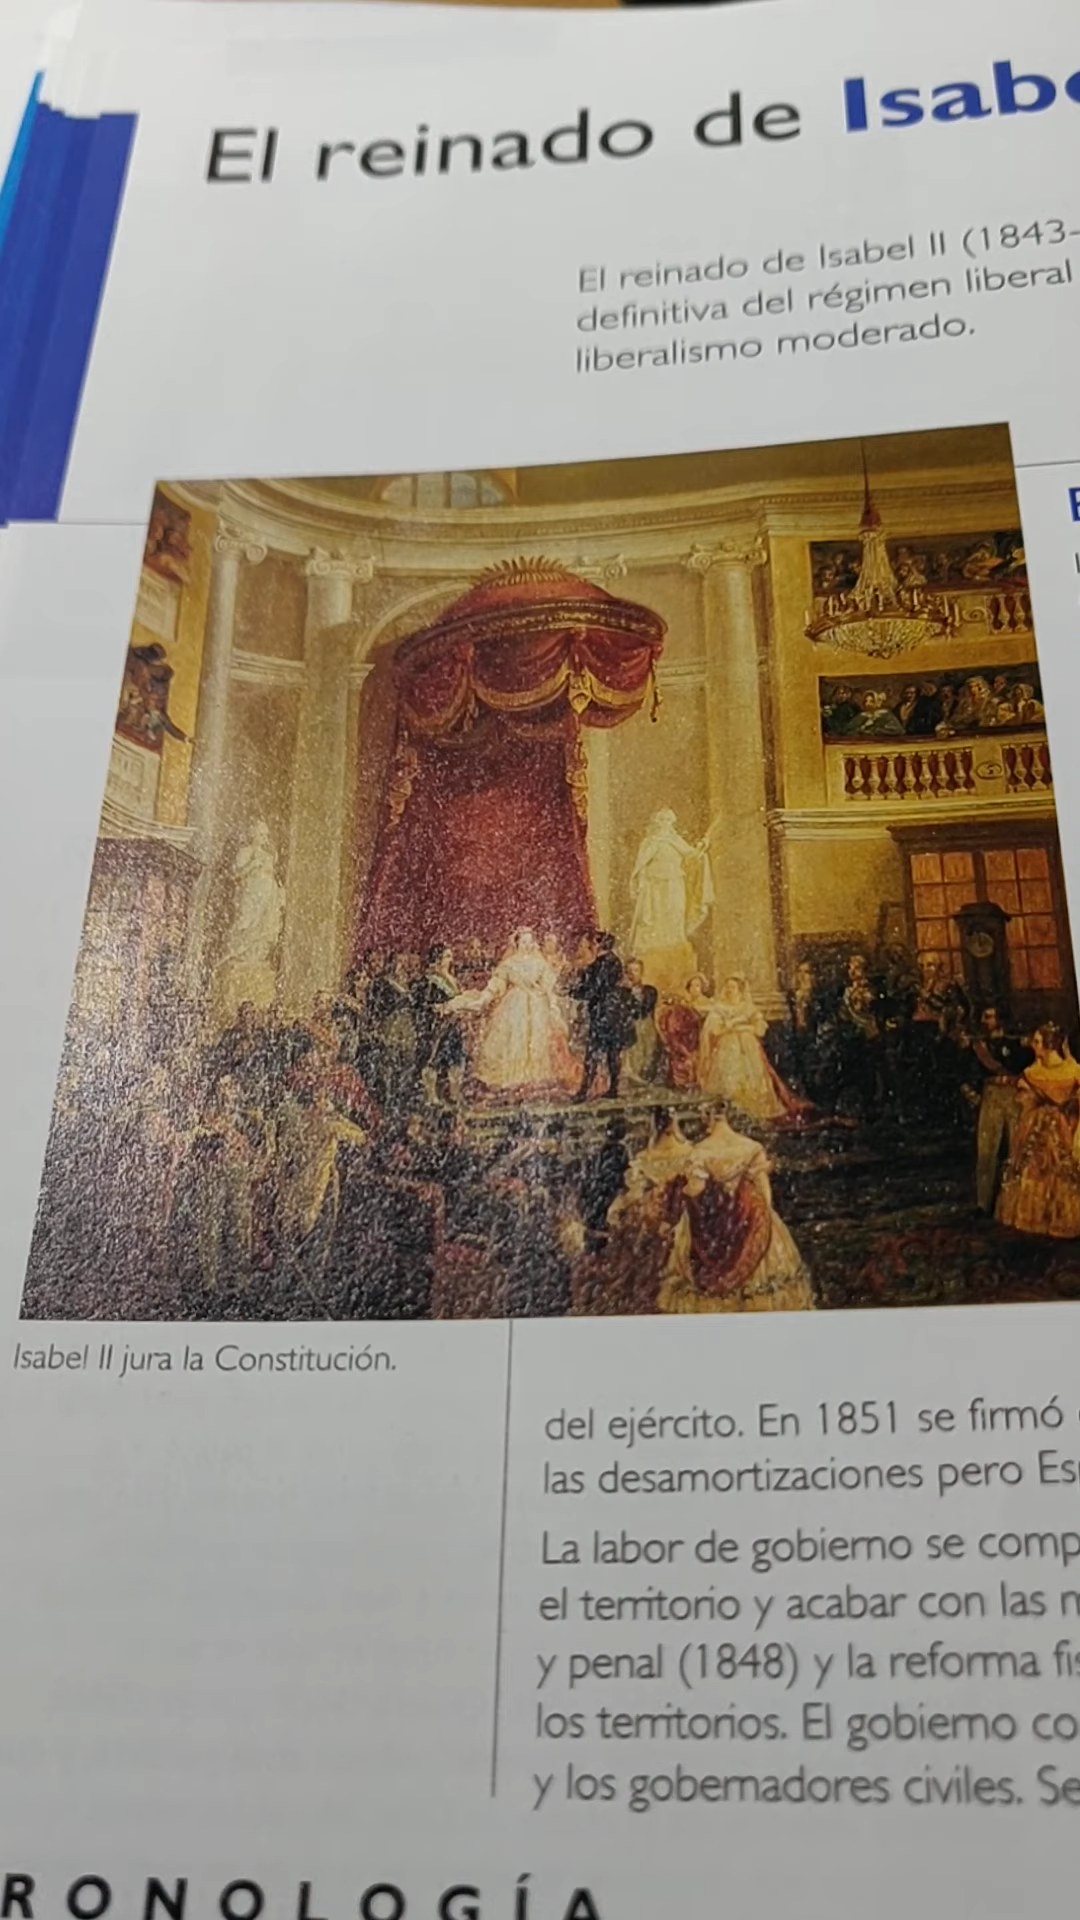 El reinado de Isab
El reinado de Isabel II (1843-
definitiva del régimen liberal
liberalismo moderado.
Isabel II jura la Constitución.
del ejército. En 1851 se firmó
las desamortizaciones pero Es
La labor de gobierno se comp
el territorio y acabar con las
y penal (1848) y la reforma fis
los territorios. El gobierno co
y los gobernadores civiles. Se
RONOLOGÍA